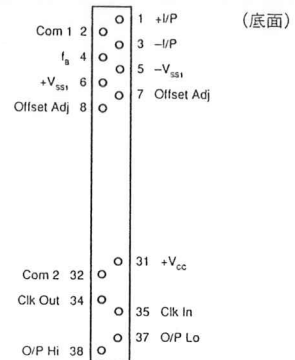 （底面）
1 +I/P
Com 1 2
3 –I/P
f_B 4
5 –V_SS1
+V_SS1 6
7 Offset Adj
Offset Adj 8
31 +V_cc
Com 2 32
Clk Out 34
35 Clk In
37 O/P Lo
O/P Hi 38